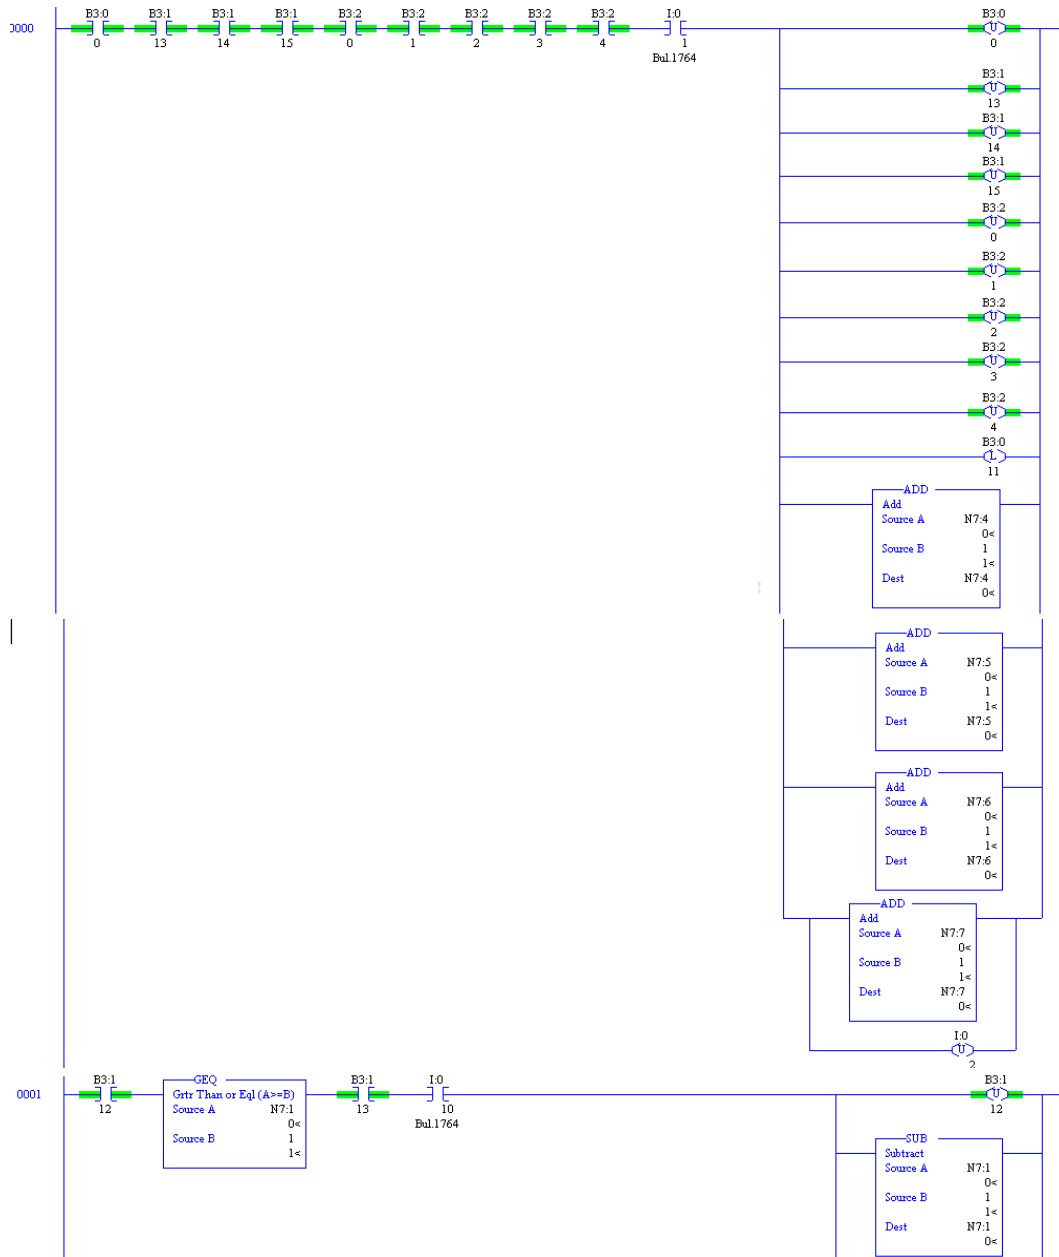 B3:0 B3:1 B3:1 B3:1 B3:2 B3:2 B3:2 B3:2 B3:2 I:0 B3:0
0000 U
0 13 14 15 0 1 2 3 4 1 0
Bul.1764
B3:1
U
13
B3:1
U
14
B3:1
U
15
B3:2
U
0
B3:2
U
1
B3:2
U
2
B3:2
U
3
B3:2
U
4
B3:0
L
11
ADD
Add
Source A N7:4
0<
Source B 1
1<
Dest N7:4
0<
ADD
Add
Source A N7:5
0<
Source B 1
1<
Dest N7:5
0<
ADD
Add
Source A N7:6
0<
Source B 1
1<
Dest N7:6
0<
ADD
Add
Source A N7:7
0<
Source B 1
1<
Dest N7:7
0<
I:0
U
2
B3:1 GEQ B3:1 I:0 B3:1
0001 Grtr Than or Eql (A>=B) U
12 Source A N7:1 13 10 12
0< Bul.1764
Source B 1
1<
SUB
Subtract
Source A N7:1
0<
Source B 1
1<
Dest N7:1
0<